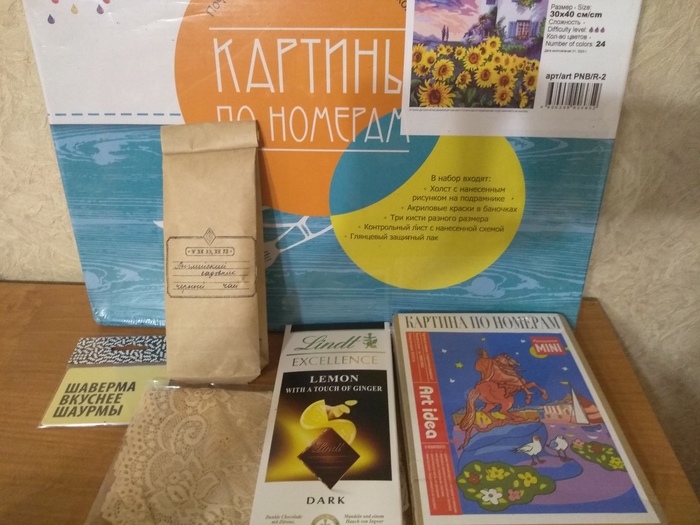 Размер - Size:
30x40 см/cm
Сложность -
Difficulty level
Кол-во цветов -
Number of colors: 24
арт/art PNB/R-2
КАРТИНЫ
ПО НОМЕРАМ
В набор входят:
- Холст с нанесенным
рисунком на подрамнике
- Акриловые краски в баночках
- Три кисти разного размера
- Контрольный лист с нанесенной схемой
- Глянцевый защитный лак
Английский
садовник
черный чай
ШАВЕРМА
ВКУСНЕЕ
ШАУРМЫ
Lindt
EXCELLENCE
LEMON
WITH A TOUCH OF GINGER
DARK
КАРТИНА ПО НОМЕРАМ
MINI
Art idea